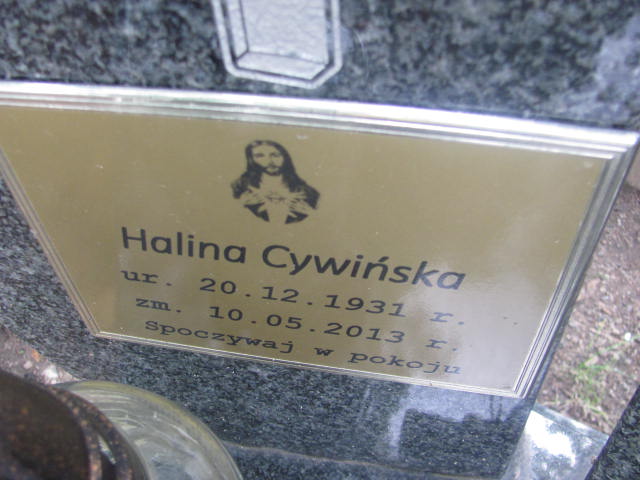 Halina Cywińska
ur. 20.12.1931 r.
zm. 10.05.2013 r.
Spoczywaj w pokoju